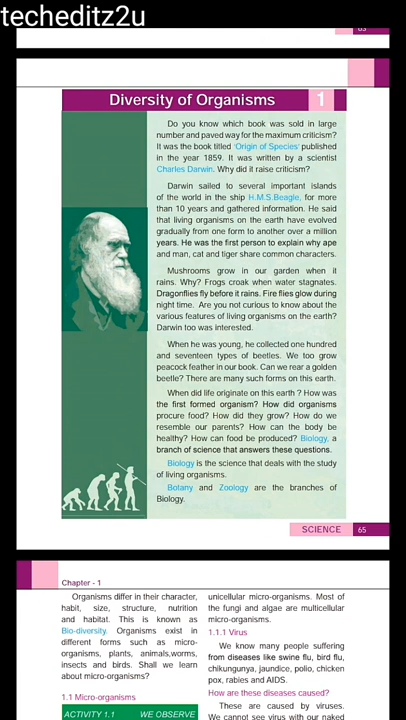 techeditz2u
63
Diversity of Organisms 1
Do you know which book was sold in large
number and paved way for the maximum criticism?
It was the book titled 'Origin of Species' published
in the year 1859. It was written by a scientist
Charles Darwin. Why did it raise criticism?
Darwin sailed to several important islands
of the world in the ship H.M.S.Beagle, for more
than 10 years and gathered information. He said
that living organisms on the earth have evolved
gradually from one form to another over a million
years. He was the first person to explain why ape
and man, cat and tiger share common characters.
Mushrooms grow in our garden when it
rains. Why? Frogs croak when water stagnates.
Dragonflies fly before it rains. Fire flies glow during
night time. Are you not curious to know about the
various features of living organisms on the earth?
Darwin too was interested.
When he was young, he collected one hundred
and seventeen types of beetles. We too grow
peacock feather in our book. Can we rear a golden
beetle? There are many such forms on this earth.
When did life originate on this earth ? How was
the first formed organism? How did organisms
procure food? How did they grow? How do we
resemble our parents? How can the body be
healthy? How can food be produced? Biology, a
branch of science that answers these questions.
Biology is the science that deals with the study
of living organisms.
Botany and Zoology are the branches of
Biology.
SCIENCE 65
Chapter - 1
Organisms differ in their character,
habit, size, structure, nutrition
and habitat. This is known as
Bio-diversity. Organisms exist in
different forms such as micro-
organisms, plants, animals,worms,
insects and birds. Shall we learn
about micro-organisms?
1.1 Micro-organisms
ACTIVITY 1.1 WE OBSERVE
unicellular micro-organisms. Most of
the fungi and algae are multicellular
micro-organisms.
1.1.1 Virus
We know many people suffering
from diseases like swine flu, bird flu,
chikungunya, jaundice, polio, chicken
pox, rabies and AIDS.
How are these diseases caused?
These are caused by viruses.
We cannot see virus with our naked